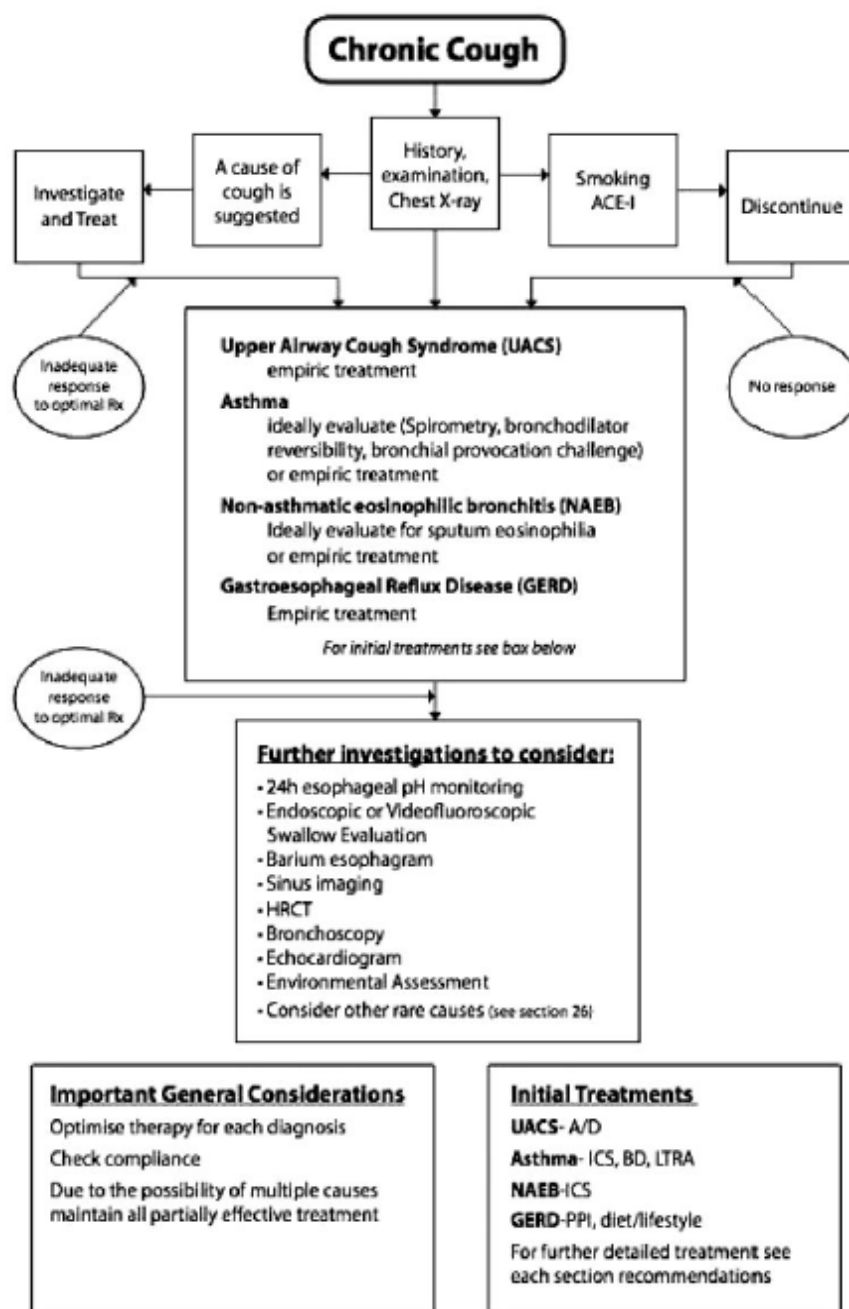 Chronic Cough
Investigate
and Treat
A cause of
cough is
suggested
History,
examination,
Chest X-ray
Smoking
ACE-I
Discontinue
Inadequate
response
to optimal Rx
No response
Upper Airway Cough Syndrome (UACS)
empiric treatment
Asthma
ideally evaluate (Spirometry, bronchodilator
reversibility, bronchial provocation challenge)
or empiric treatment
Non-asthmatic eosinophilic bronchitis (NAEB)
Ideally evaluate for sputum eosinophilia
or empiric treatment
Gastroesophageal Reflux Disease (GERD)
Empiric treatment
For initial treatments see box below
Inadequate
response
to optimal Rx
Further investigations to consider:
• 24h esophageal pH monitoring
• Endoscopic or Videofluoroscopic
Swallow Evaluation
• Barium esophagram
• Sinus imaging
• HRCT
• Bronchoscopy
• Echocardiogram
• Environmental Assessment
• Consider other rare causes (see section 26)
Important General Considerations
Optimise therapy for each diagnosis
Check compliance
Due to the possibility of multiple causes
maintain all partially effective treatment
Initial Treatments
UACS- A/D
Asthma- ICS, BD, LTRA
NAEB-ICS
GERD-PPI, diet/lifestyle
For further detailed treatment see
each section recommendations